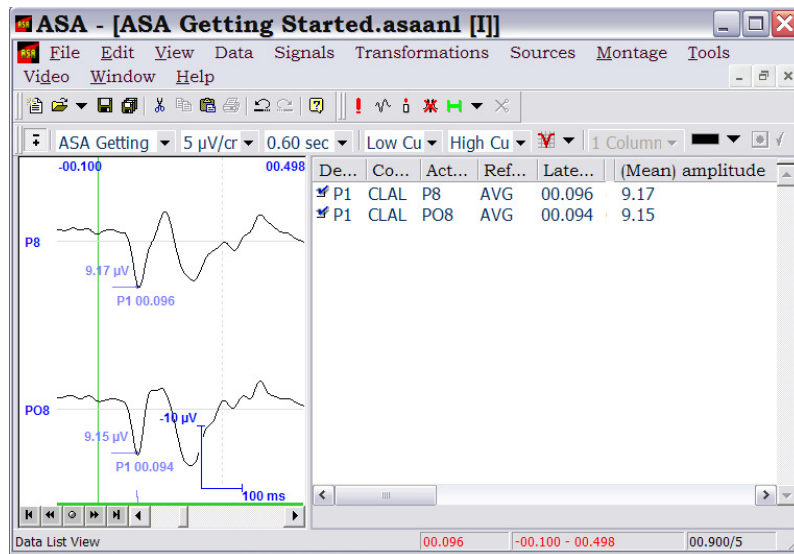 ASA - [ASA Getting Started.asaanl [I]]
File Edit View Data Signals Transformations Sources Montage Tools
Video Window Help
ASA Getting 5 µV/cr 0.60 sec Low Cu High Cu 1 Column
-00.100 00.498
De... Co... Act... Ref... Late... (Mean) amplitude
P1 CLAL P8 AVG 00.096 9.17
P1 CLAL PO8 AVG 00.094 9.15
P8
9.17 µV
P1 00.096
PO8
-10 µV
9.15 µV
P1 00.094
100 ms
Data List View 00.096 -00.100 - 00.498 00.900/5